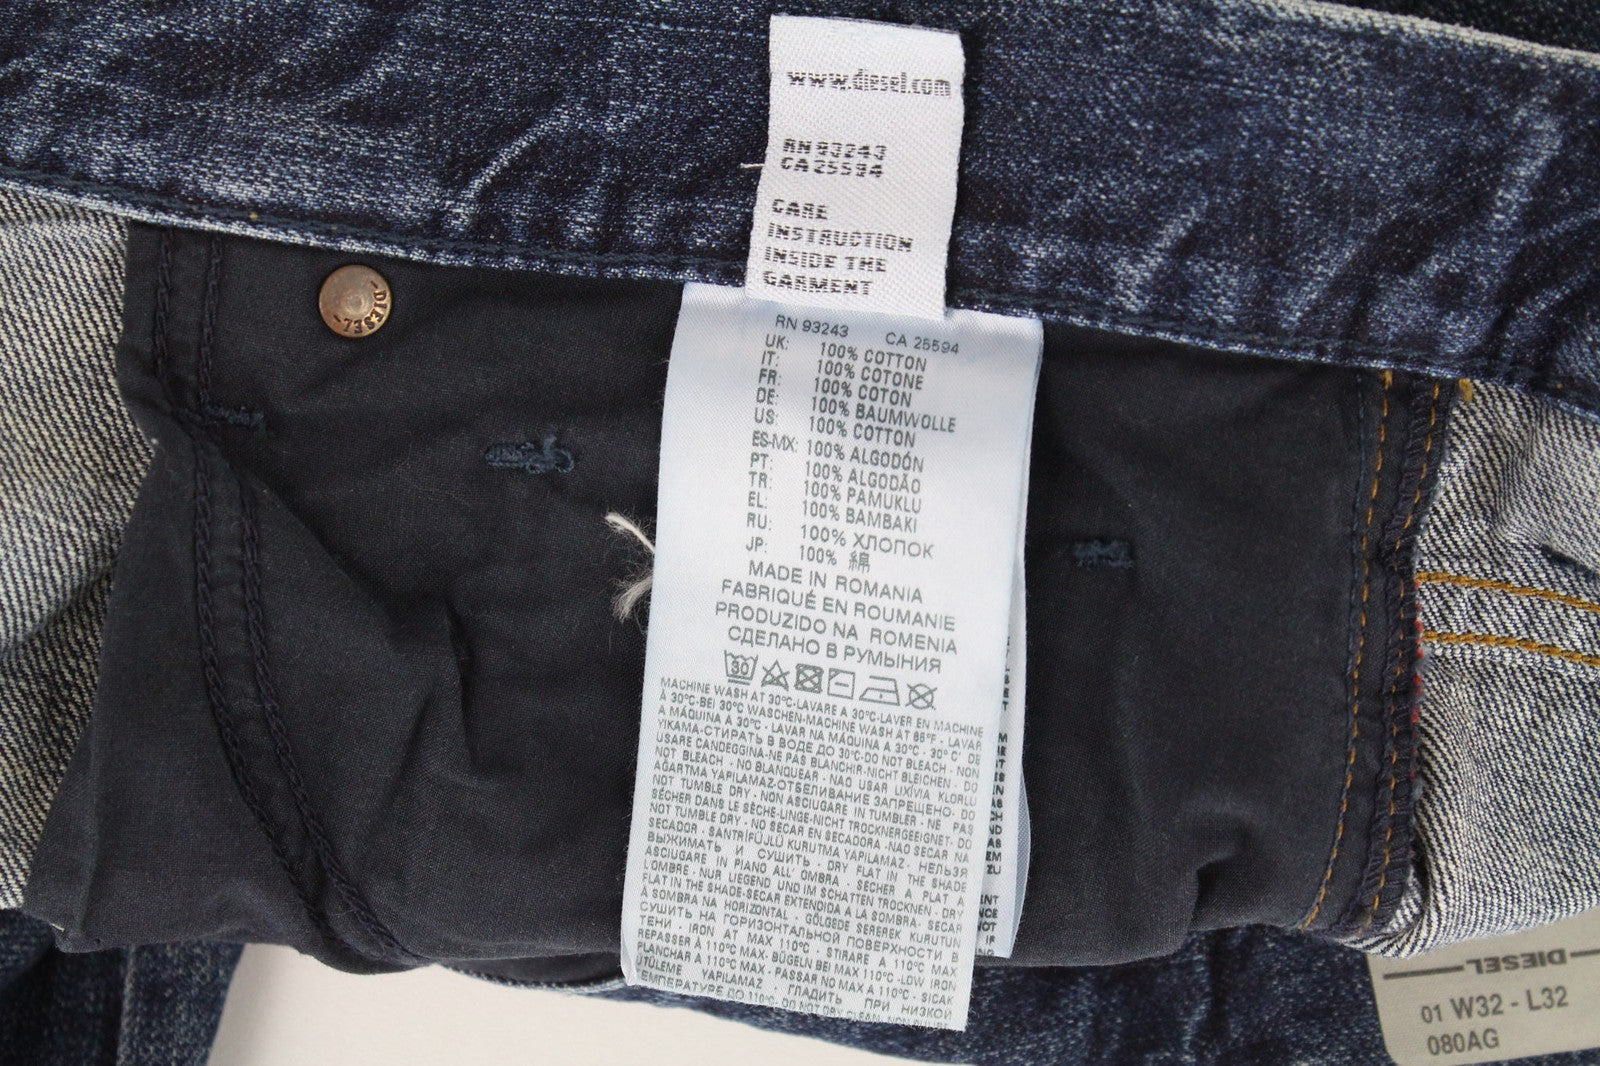 www.diesel.com
RN 93243
CA 25594
CARE
INSTRUCTION
INSIDE THE
GARMENT
RN 93243 CA 25594
UK: 100% COTTON
IT: 100% COTONE
FR: 100% COTON
DE: 100% BAUMWOLLE
US: 100% COTTON
ES-MX: 100% ALGODÓN
PT: 100% ALGODÃO
TR: 100% PAMUKLU
EL: 100% BAMBAKI
RU: 100% ХЛОПОК
JP: 100% 綿
MADE IN ROMANIA
FABRIQUÉ EN ROUMANIE
PRODUZIDO NA ROMENIA
СДЕЛАНО В РУМЫНИЯ
30
MACHINE WASH AT 30°C-LAVARE A 30°C-LAVER EN MACHINE
À 30°C-BEI 30°C WASCHEN-MACHINE WASH AT 86°F - LAVAR
A MÁQUINA A 30°C - LAVAR NA MÁQUINA A 30°C - 30° C' DE
YIKAMA-СТИРАТЬ В ВОДЕ ДО 30°C-DO NOT BLEACH - NON
USARE CANDEGGINA-NE PAS BLANCHIR-NICHT BLEICHEN - DO
NOT BLEACH - NO BLANQUEAR - NAO USAR LIXÍVIA KLORLU
AĞARTMA YAPILAMAZ-ОТБЕЛИВАНИЕ ЗАПРЕЩЕНО- DO
NOT TUMBLE DRY - NON ASCIUGARE IN TUMBLER - NE PAS
SÉCHER DANS LE SÈCHE-LINGE-NICHT TROCKNERGEEIGNET- DO
NOT TUMBLE DRY - NO SECAR EN SECADORA -NAO SECAR NA
SECADOR - SANTRİFÜJLÜ KURUTMA YAPILAMAZ- НЕЛЬЗЯ
ВЫЖИМАТЬ И СУШИТЬ - DRY FLAT IN THE SHADE
ASCIUGARE IN PIANO ALL' OMBRA - SÉCHER A PLAT A
L'OMBRE - NUR LIEGEND UND IM SCHATTEN TROCKNEN - DRY
FLAT IN THE SHADE-SECAR EXTENDIDA A LA SOMBRA- SECAR
À SOMBRA NA HORIZONTAL - GÖLGEDE SEREREK KURUTUN
СУШИТЬ НА ГОРИЗОНТАЛЬНОЙ ПОВЕРХНОСТИ В
ТЕНИ - IRON AT MAX 110°C - STIRARE A 110°C MAX
REPASSER À 110°C MAX- BÜGELN BEI MAX 110°C -LOW IRON
PLANCHAR A 110°C MAX - PASSAR NO MAX A 110°C - SICAK
ÜTÜLEME YAPILAMAZ ГЛАДИТЬ ПРИ НИЗКОЙ
ТЕМПЕРАТУРЕ ДО 110°C- DO NOT DRY CLEAN- NON PULIRE
DIESEL
DIESEL
01 W32 - L32
080AG